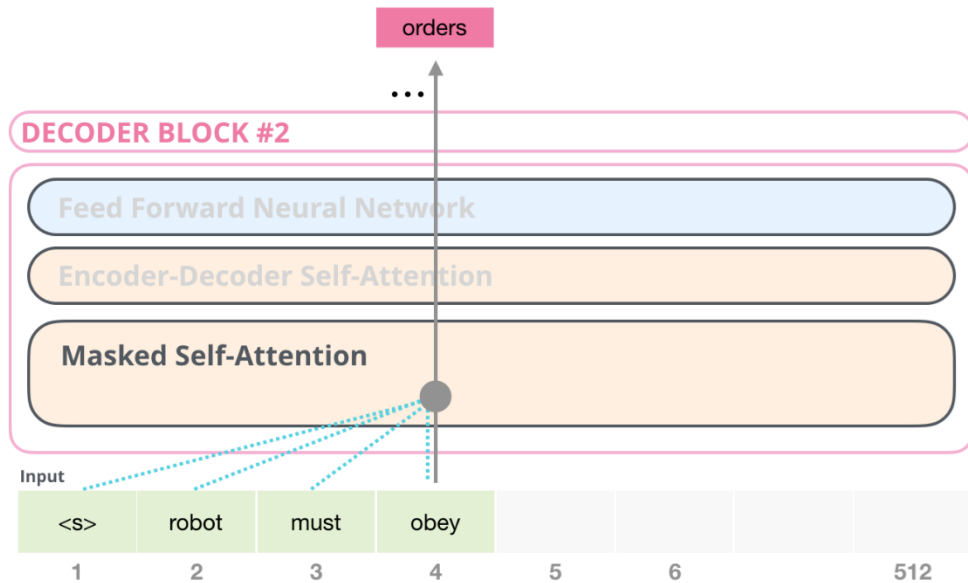 orders
...
DECODER BLOCK #2
Feed Forward Neural Network
Encoder-Decoder Self-Attention
Masked Self-Attention
Input
<s> robot must obey
1 2 3 4 5 6 512